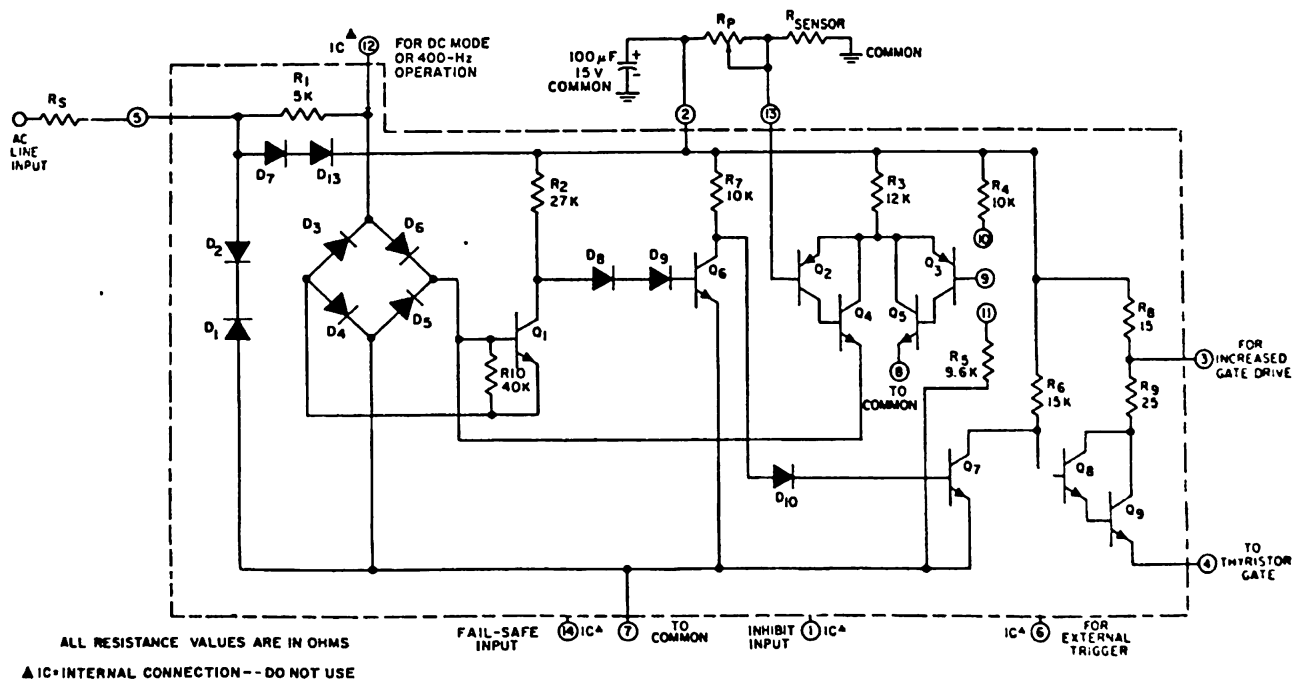 IC▲ 12
FOR DC MODE
OR 400-Hz
OPERATION
100µF
15 V
COMMON
+
-
RP
RSENSOR
COMMON
RS
5
AC
LINE
INPUT
R1
5K
2
13
D7
D13
R2
27K
R7
10K
R3
12K
R4
10K
10
D2
D3
D6
D8
D9
Q6
Q2
Q3
9
D1
D4
D5
Q1
Q4
Q5
11
R10
40K
8
TO
COMMON
R5
9.6K
R6
15K
R8
15
3
FOR
INCREASED
GATE DRIVE
R9
25
D10
Q7
Q8
Q9
4
TO
THYRISTOR
GATE
FAIL-SAFE
INPUT
14 IC▲
7
TO
COMMON
INHIBIT
INPUT
1 IC▲
IC▲ 6
FOR
EXTERNAL
TRIGGER
ALL RESISTANCE VALUES ARE IN OHMS
▲ IC=INTERNAL CONNECTION--DO NOT USE